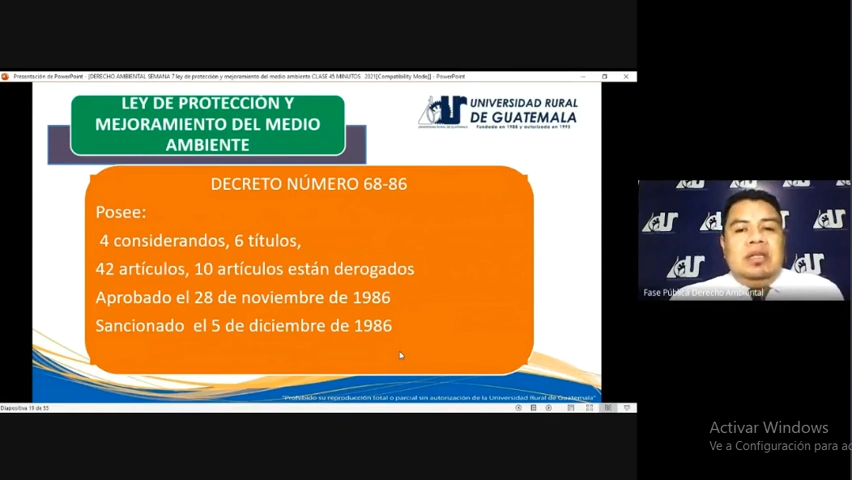 Presentación de PowerPoint - [DERECHO AMBIENTAL SEMANA 7 ley de protección y mejoramiento del medio ambiente CLASE 45 MINUTOS 2021[Compatibility Mode]] - PowerPoint
LEY DE PROTECCIÓN Y
MEJORAMIENTO DEL MEDIO
AMBIENTE
UNIVERSIDAD RURAL
DE GUATEMALA
Fundada en 1988 y autorizada en 1995
DECRETO NÚMERO 68-86
Posee:
4 considerandos, 6 títulos,
42 artículos, 10 artículos están derogados
Aprobado el 28 de noviembre de 1986
Sancionado el 5 de diciembre de 1986
"Prohibido su reproducción total o parcial sin autorización de la Universidad Rural de Guatemala"
Diapositiva 19 de 55
Fase Pública Derecho Ambiental
Activar Windows
Ve a Configuración para ac